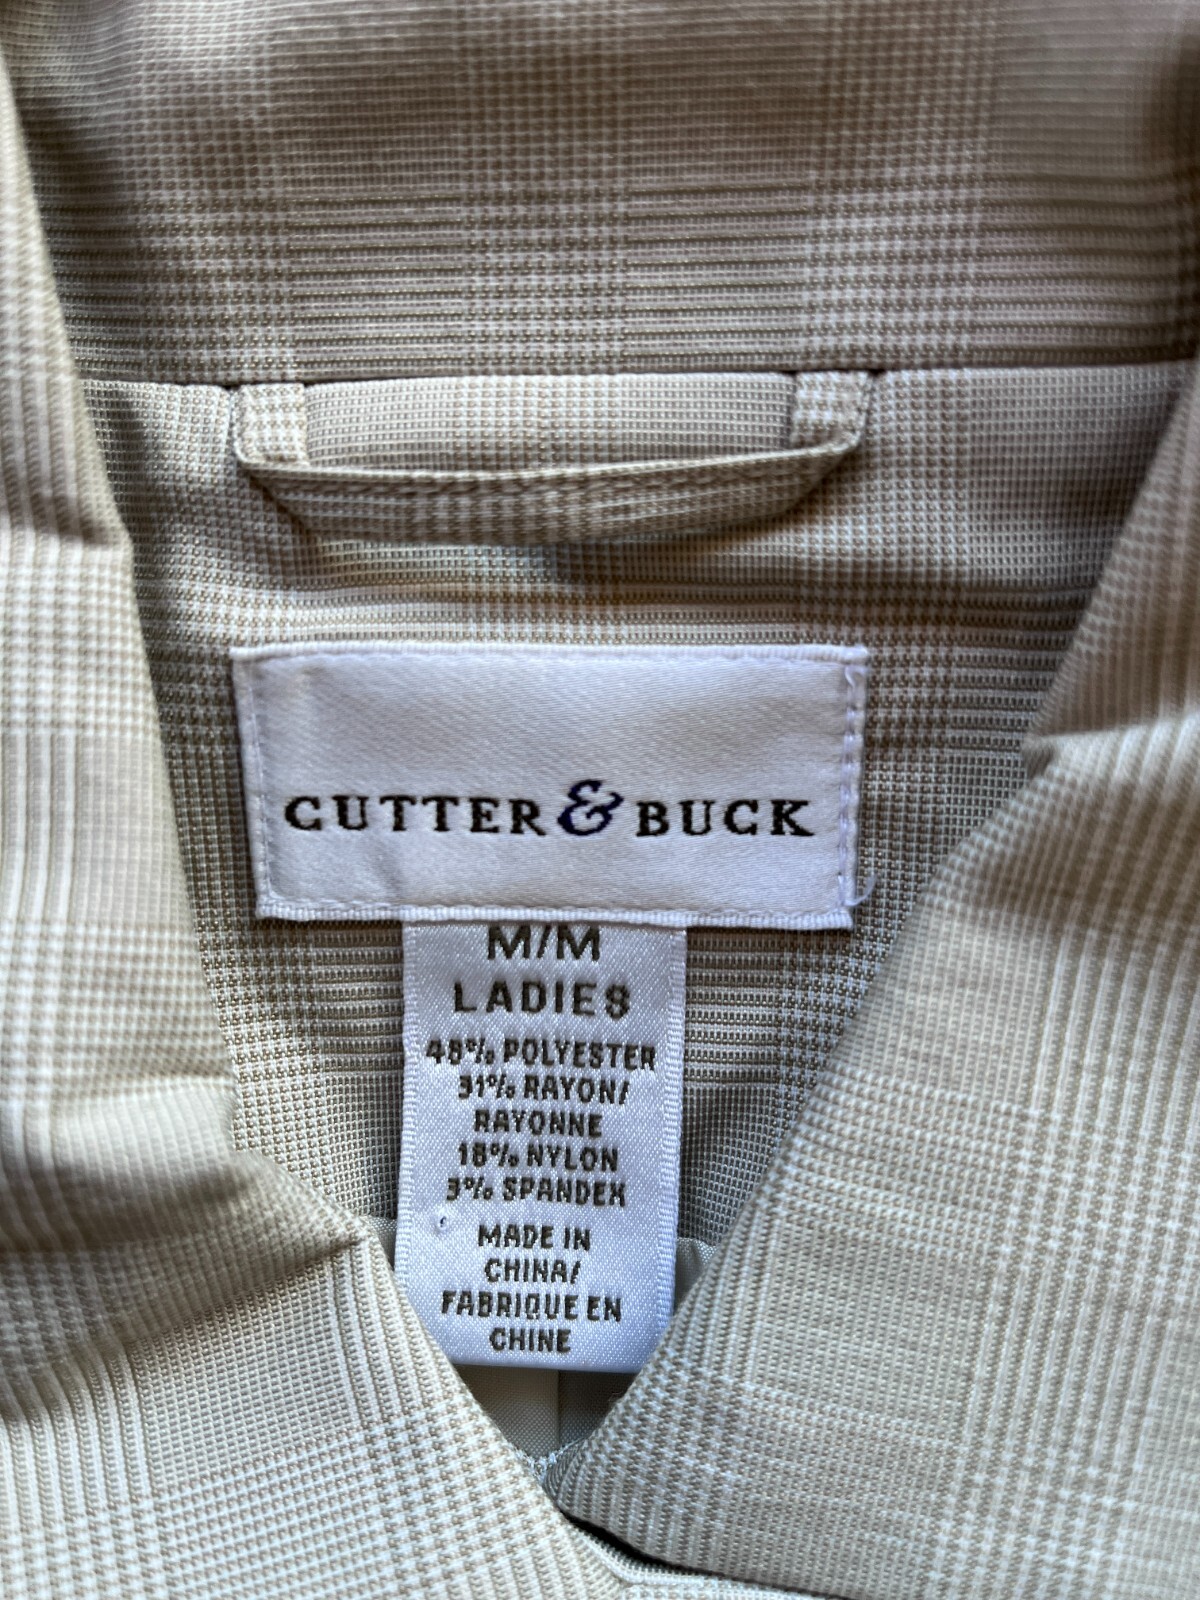 CUTTER & BUCK
M/M
LADIES
48% POLYESTER
31% RAYON/
RAYONNE
18% NYLON
3% SPANDEX
MADE IN
CHINA/
FABRIQUE EN
CHINE